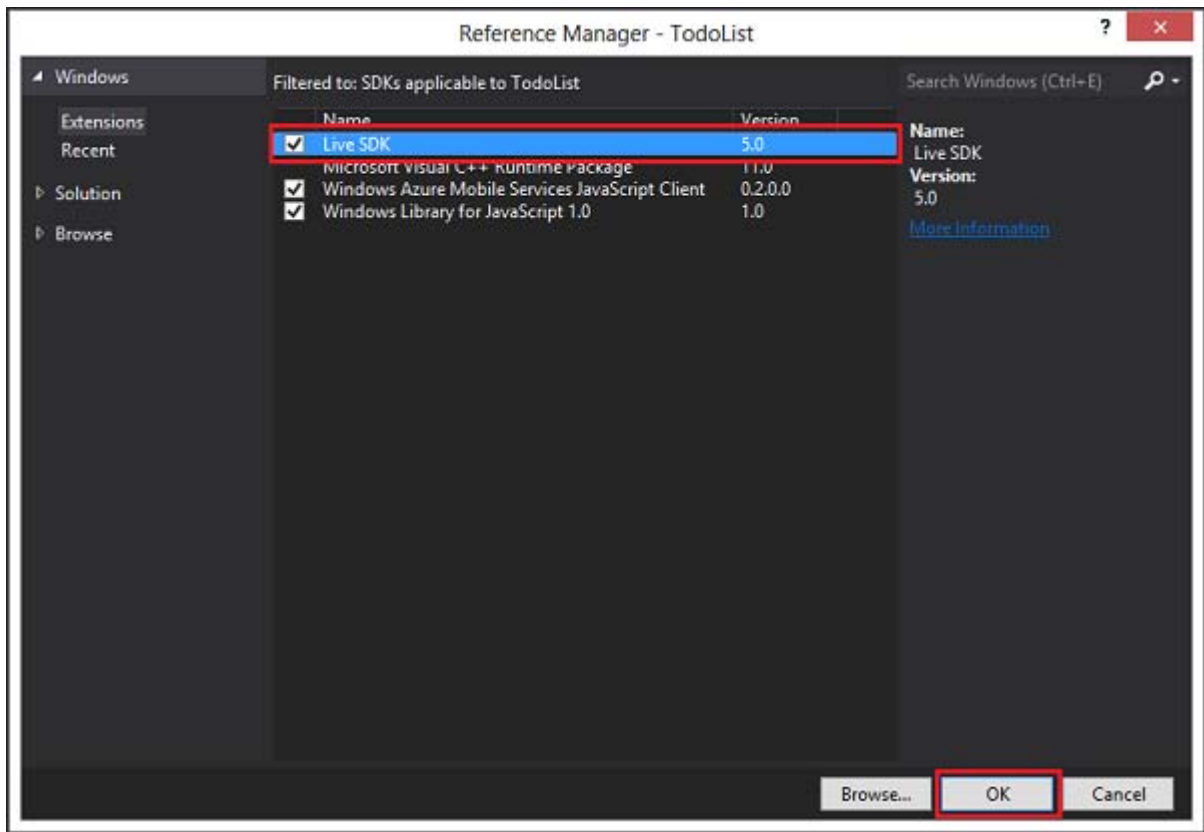 Reference Manager - TodoList
?
Windows
Extensions
Recent
Solution
Browse
Filtered to: SDKs applicable to TodoList
Name Version
Live SDK 5.0
Microsoft Visual C++ Runtime Package 11.0
Windows Azure Mobile Services JavaScript Client 0.2.0.0
Windows Library for JavaScript 1.0 1.0
Search Windows (Ctrl+E)
Name:
Live SDK
Version:
5.0
More Information
Browse... OK Cancel